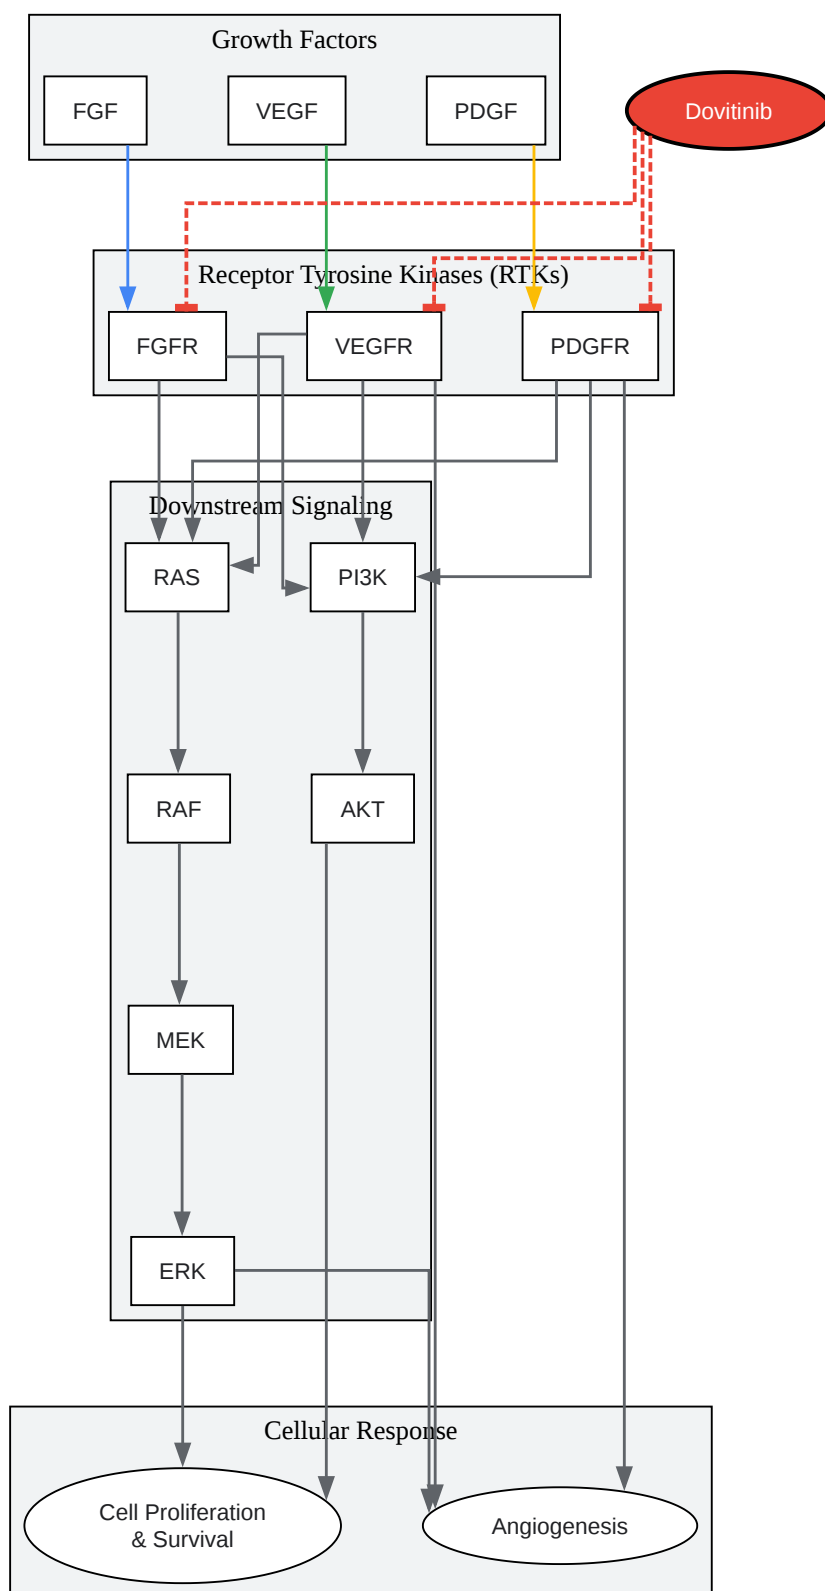 Growth Factors
FGF
VEGF
PDGF
Dovitinib
Receptor Tyrosine Kinases (RTKs)
FGFR
VEGFR
PDGFR
Downstream Signaling
RAS
PI3K
RAF
AKT
MEK
ERK
Cellular Response
Cell Proliferation
& Survival
Angiogenesis